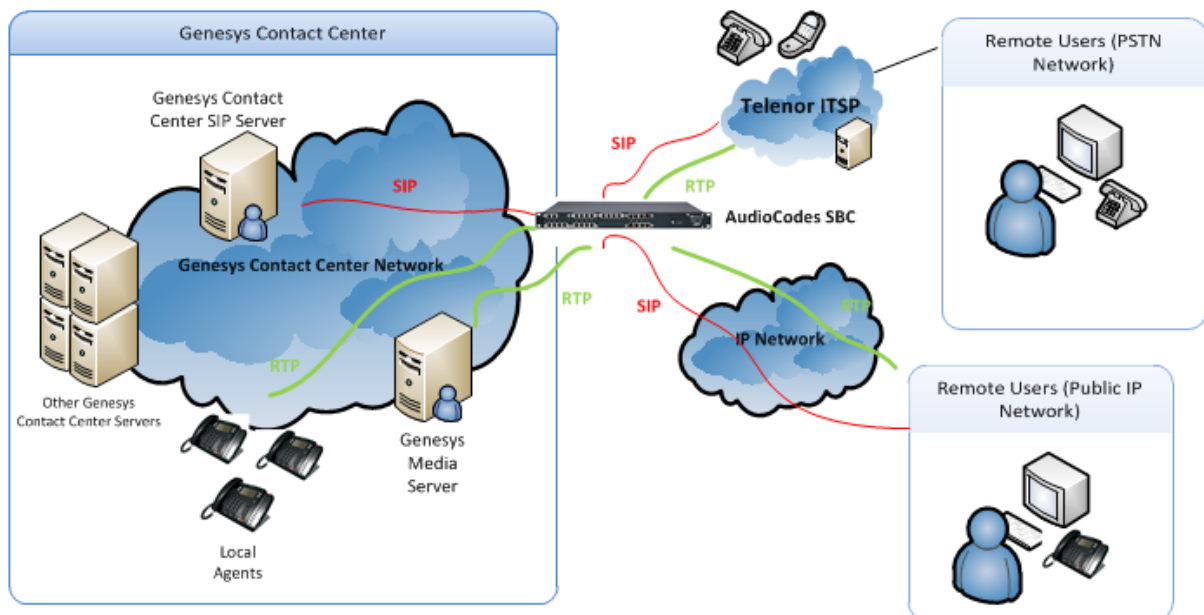 Genesys Contact Center
Genesys Contact
Center SIP Server
SIP
Genesys Contact Center Network
RTP
RTP
Other Genesys
Contact Center Servers
Genesys
Media
Server
Local
Agents
Telenor ITSP
SIP
RTP
AudioCodes SBC
SIP
RTP
IP Network
Remote Users (PSTN
Network)
Remote Users (Public IP
Network)